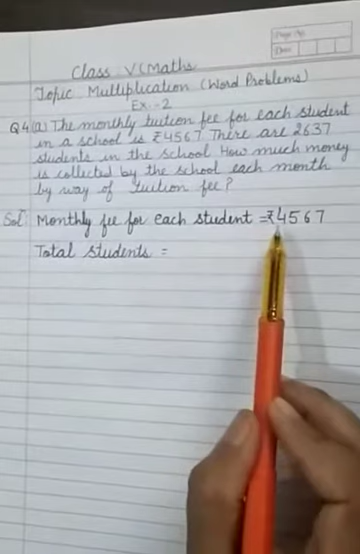 Page No.
Date
Class V (Maths
Topic Multiplication (Word Problems)
Ex.-2
Q4(a) The monthly tuition fee for each student
in a school is ₹4567 There are 2637
students in the school How much money
is collected by the school each month
by way of tuition fee?
Solⁿ Monthly fee for each student =₹4567
Total students =